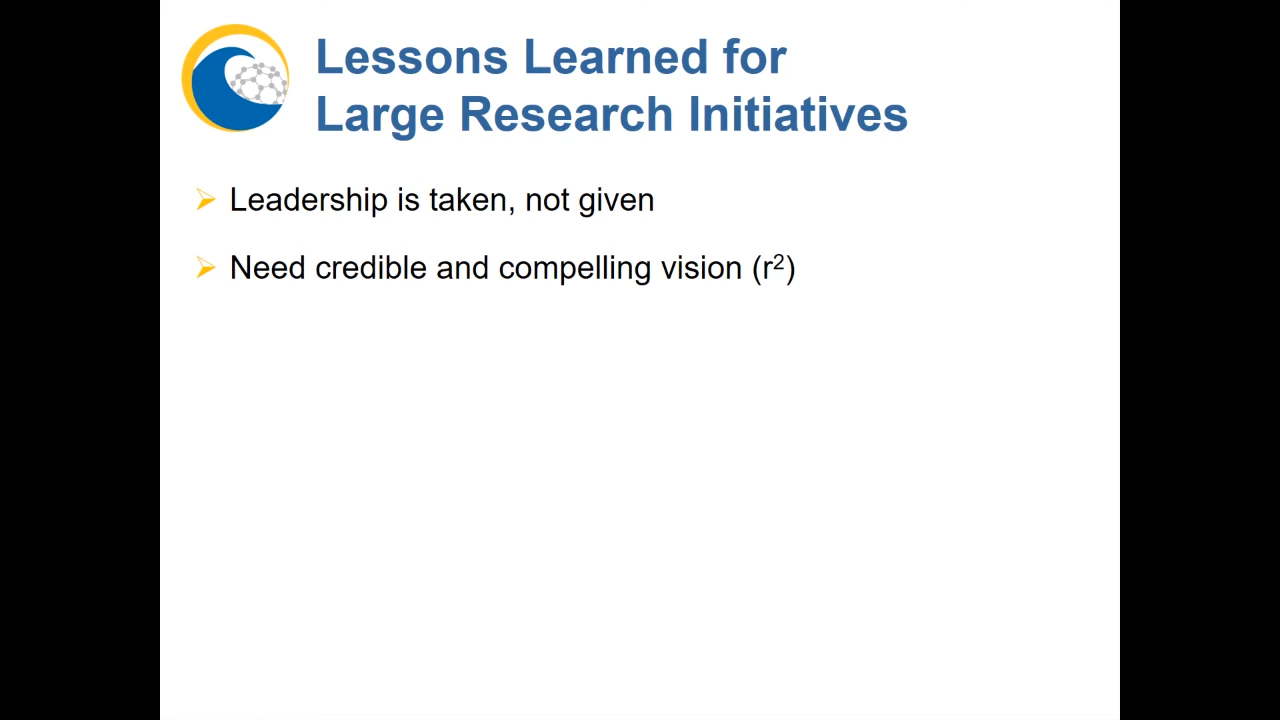 Lessons Learned for
Large Research Initiatives
Leadership is taken, not given
Need credible and compelling vision (r²)